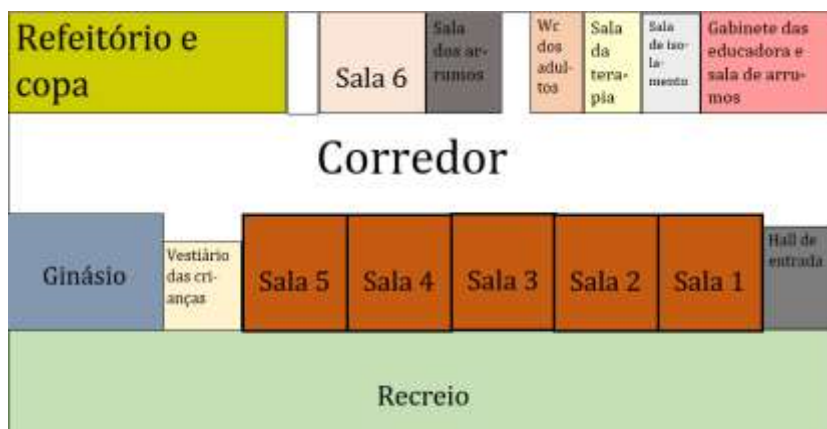 Refeitório e
copa
Sala 6
Sala
dos ar-
rumos
Wc
dos
adul-
tos
Sala
da
tera-
pia
Sala
de iso-
la-
mento
Gabinete das
educadora e
sala de arru-
mos
Corredor
Ginásio
Vestiário
das cri-
anças
Sala 5
Sala 4
Sala 3
Sala 2
Sala 1
Hall de
entrada
Recreio